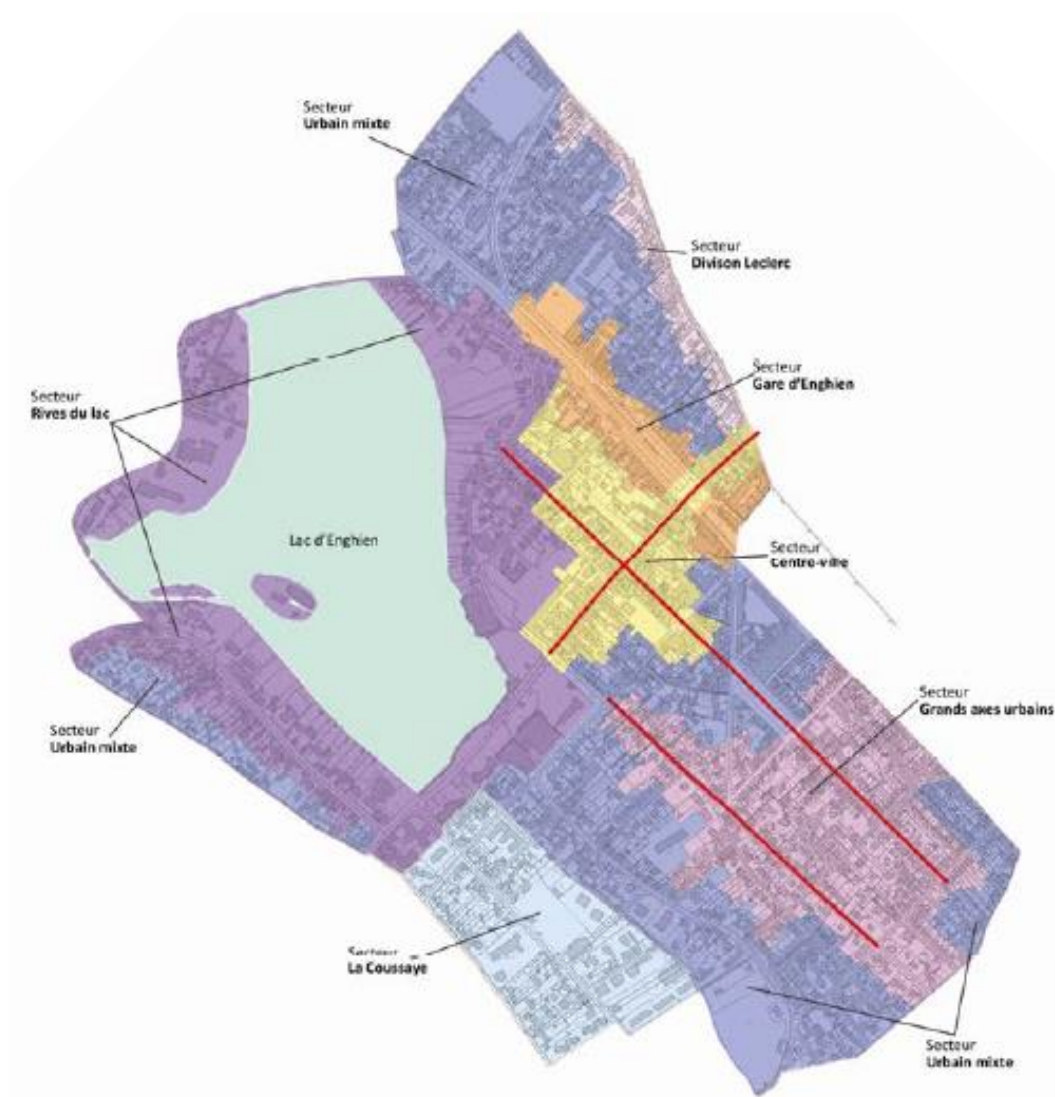 Secteur
Urbain mixte
Secteur
Divison Leclerc
Secteur
Gare d'Enghien
Secteur
Rives du lac
Lac d'Enghien
Secteur
Centre-ville
Secteur
Grands axes urbains
Secteur
Urbain mixte
Secteur
La Coussaye
Secteur
Urbain mixte